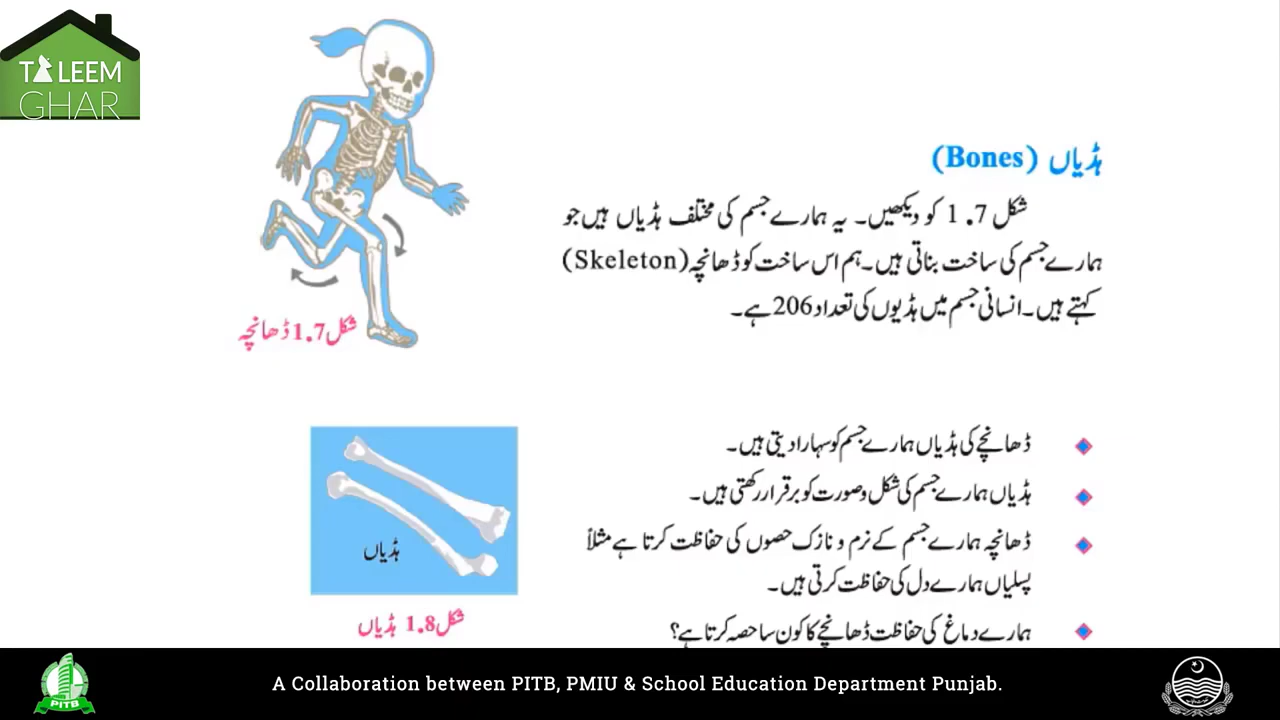 TALEEM
GHAR
ہڈیاں (Bones)
شکل 1.7 کو دیکھیں۔ یہ ہمارے جسم کی مختلف ہڈیاں ہیں جو
ہمارے جسم کی ساخت بناتی ہیں۔ ہم اس ساخت کو ڈھانچہ (Skeleton)
کہتے ہیں۔ انسانی جسم میں ہڈیوں کی تعداد 206 ہے۔
شکل 1.7 ڈھانچہ
ڈھانچے کی ہڈیاں ہمارے جسم کو سہارا دیتی ہیں۔
ہڈیاں ہمارے جسم کی شکل و صورت کو برقرار رکھتی ہیں۔
ڈھانچہ ہمارے جسم کے نرم و نازک حصوں کی حفاظت کرتا ہے مثلاً
پسلیاں ہمارے دل کی حفاظت کرتی ہیں۔
ہمارے دماغ کی حفاظت ڈھانچے کا کون سا حصہ کرتا ہے؟
ہڈیاں
شکل 1.8 ہڈیاں
PITB
A Collaboration between PITB, PMIU & School Education Department Punjab.